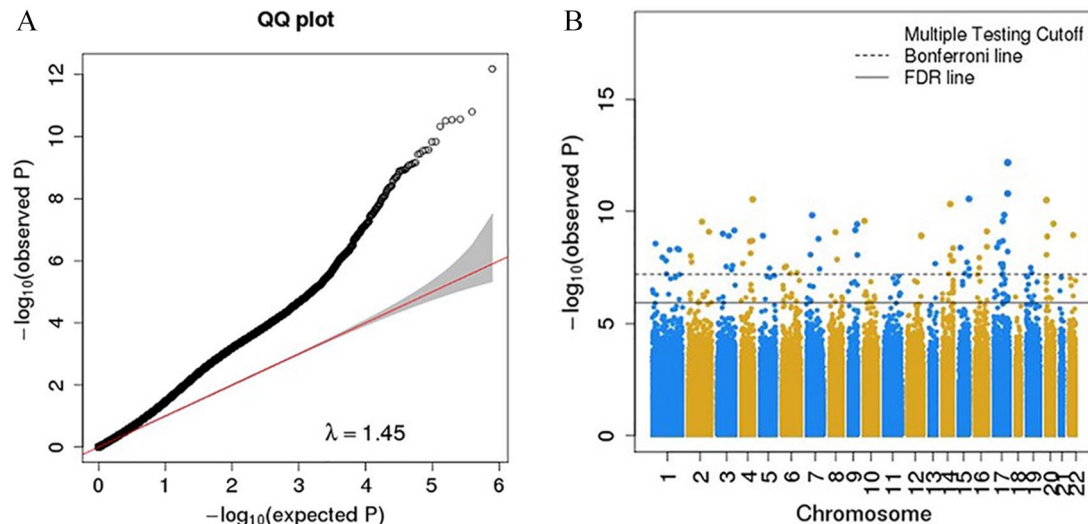 A
QQ plot
−log10(observed P)
12
10
8
6
4
2
0
λ = 1.45
0 1 2 3 4 5 6
−log10(expected P)
B
Multiple Testing Cutoff
Bonferroni line
FDR line
−log10(observed P)
15
10
5
0
1 2 3 4 5 6 7 8 9 10 11 12 13 14 15 16 17 18 19 20 21 22
Chromosome